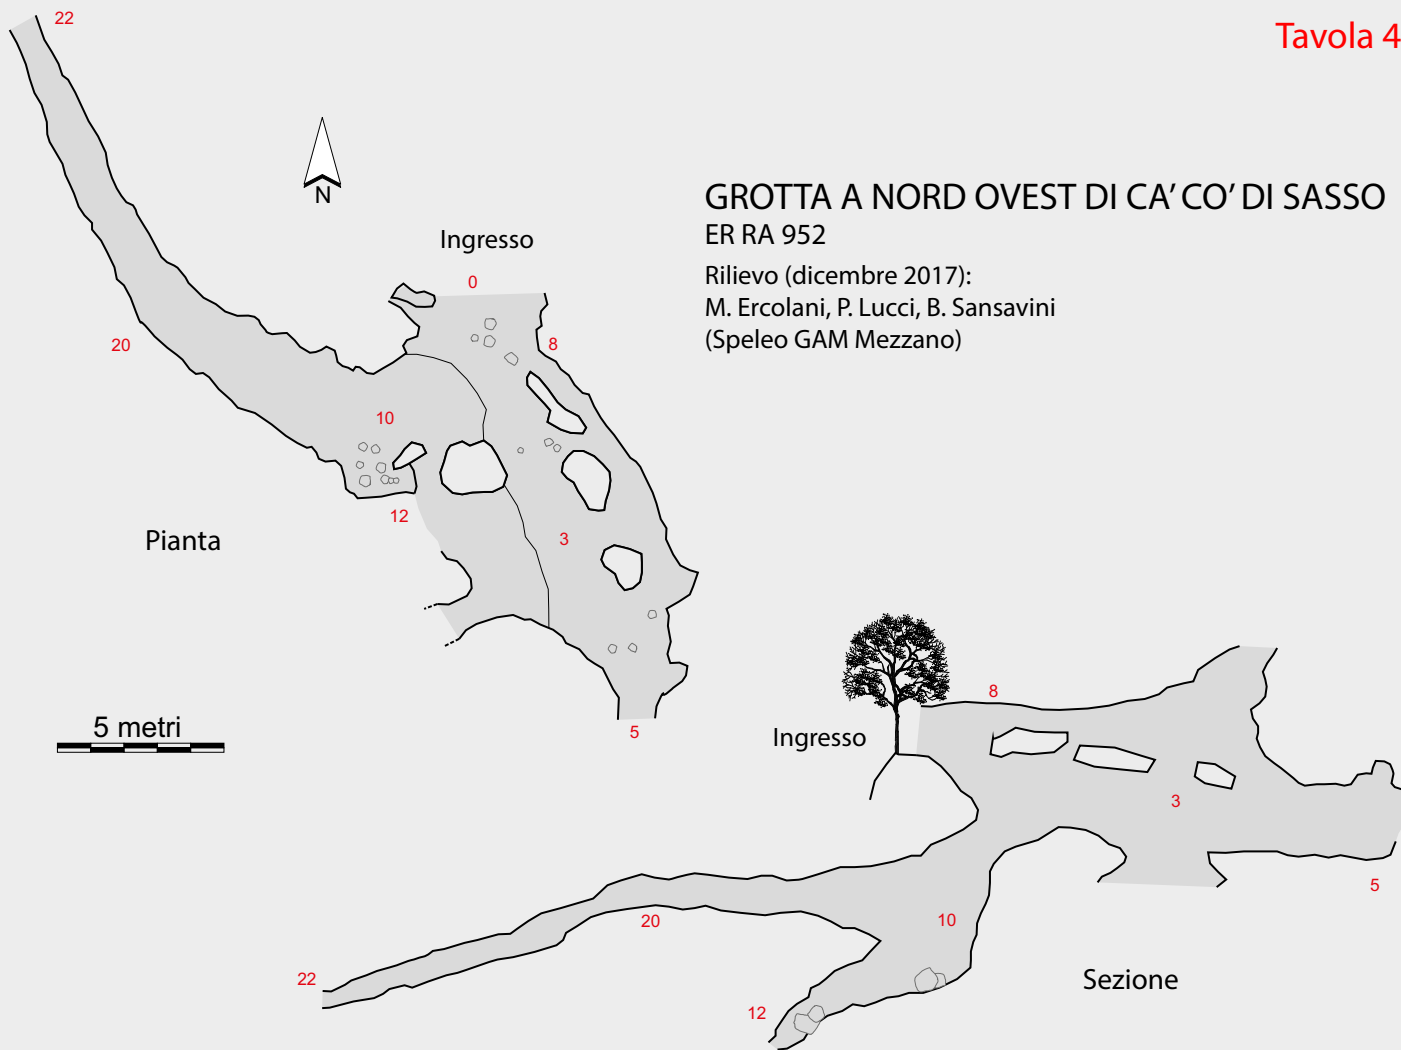 22
Tavola 4
N
GROTTA A NORD OVEST DI CA' CO' DI SASSO
ER RA 952
Rilievo (dicembre 2017):
M. Ercolani, P. Lucci, B. Sansavini
(Speleo GAM Mezzano)
Ingresso
0
8
20
10
12
3
Pianta
5 metri
5
Ingresso
8
3
5
10
20
22
12
Sezione